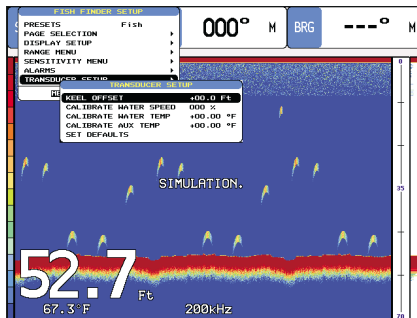 FISH FINDER SETUP
PRESETS Fish
PAGE SELECTION
DISPLAY SETUP
RANGE MENU
SENSITIVITY MENU
ALARMS
TRANSDUCER SETUP
TRANSDUCER SETUP
KEEL OFFSET +00.0 Ft
CALIBRATE WATER SPEED 000 %
CALIBRATE WATER TEMP +00.00 °F
CALIBRATE AUX TEMP +00.00 °F
SET DEFAULTS
000° M
BRG ---° M
0
35
70
SIMULATION.
52.7 Ft
67.3°F
200kHz